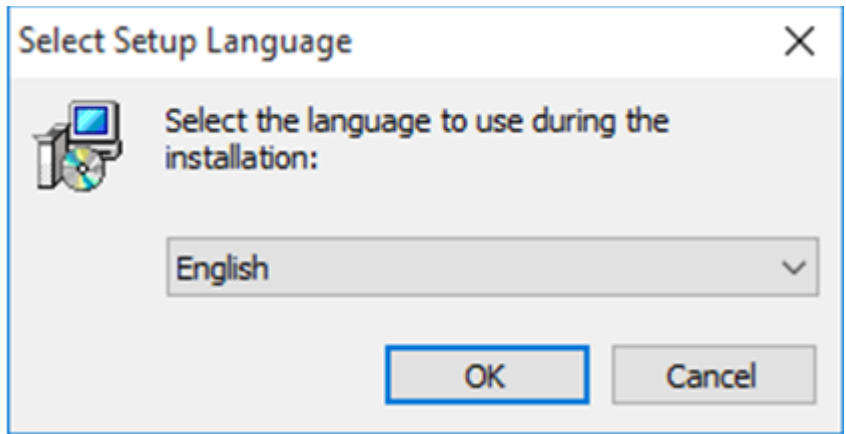 Select Setup Language
Select the language to use during the
installation:
English
OK
Cancel